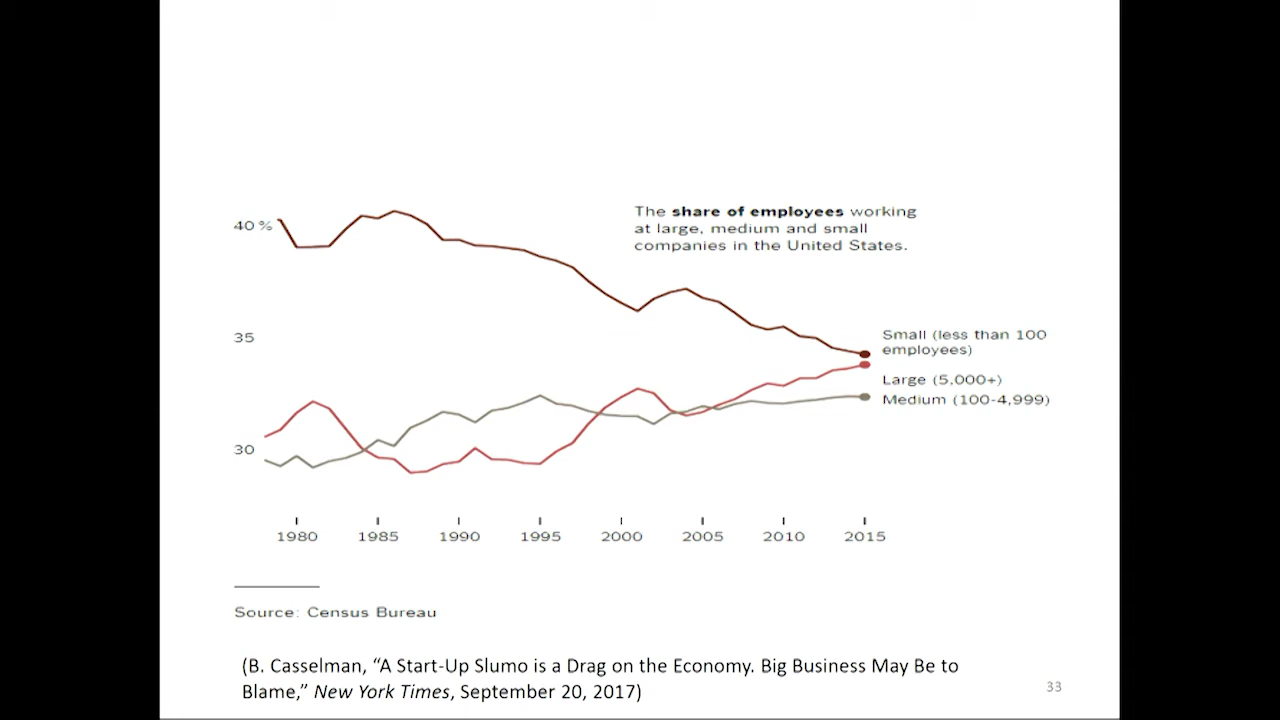 The share of employees working
at large, medium and small
companies in the United States.
40 %
35
30
Small (less than 100
employees)
Large (5,000+)
Medium (100-4,999)
1980 1985 1990 1995 2000 2005 2010 2015
Source: Census Bureau
(B. Casselman, “A Start-Up Slumo is a Drag on the Economy. Big Business May Be to
Blame,” New York Times, September 20, 2017)
33